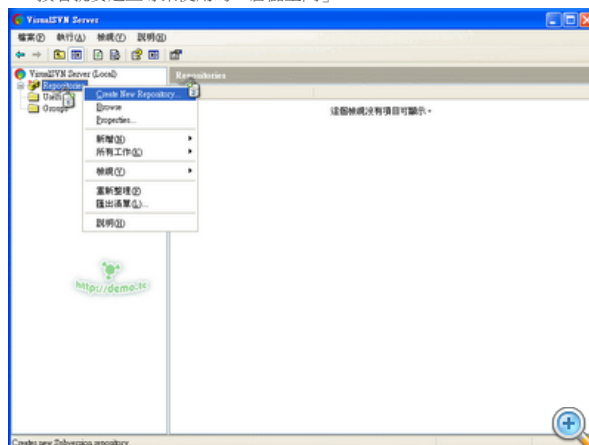 VisualSVN Server
檔案(F) 執行(A) 檢視(V) 說明(H)
VisualSVN Server (Local)
Repositories
Users
Groups
Repositories
這個檢視沒有項目可顯示。
Create New Repository...
Browse
Properties...
新增(N)
所有工作(K)
檢視(V)
重新整理(F)
匯出清單(L)...
說明(H)
http://demo.tc
Creates new Subversion repository